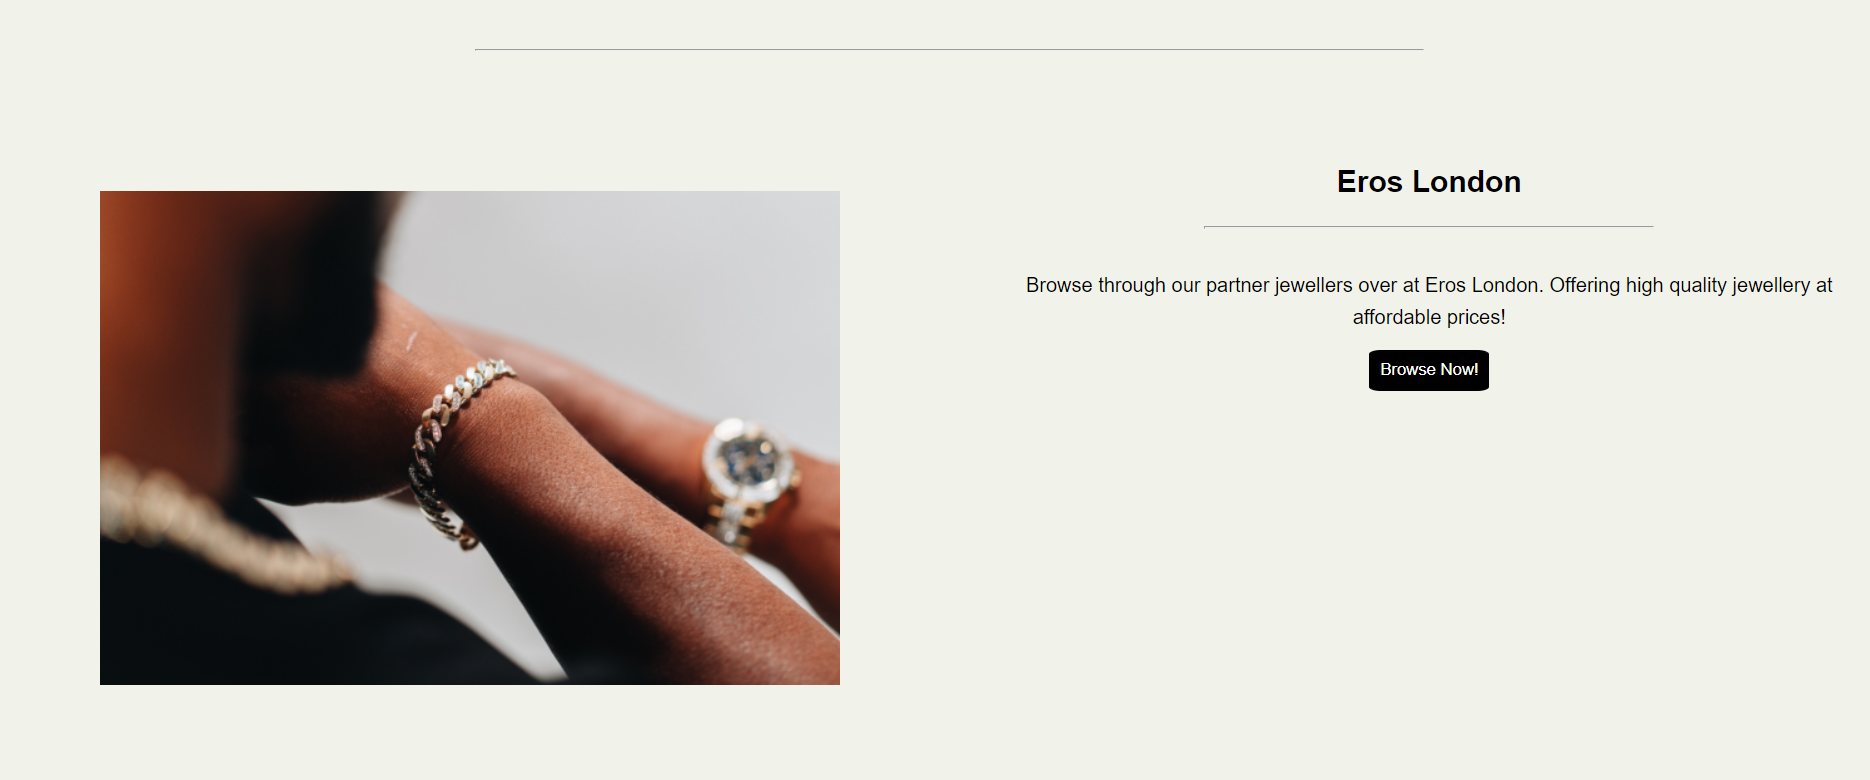 Eros London
Browse through our partner jewellers over at Eros London. Offering high quality jewellery at
affordable prices!
Browse Now!